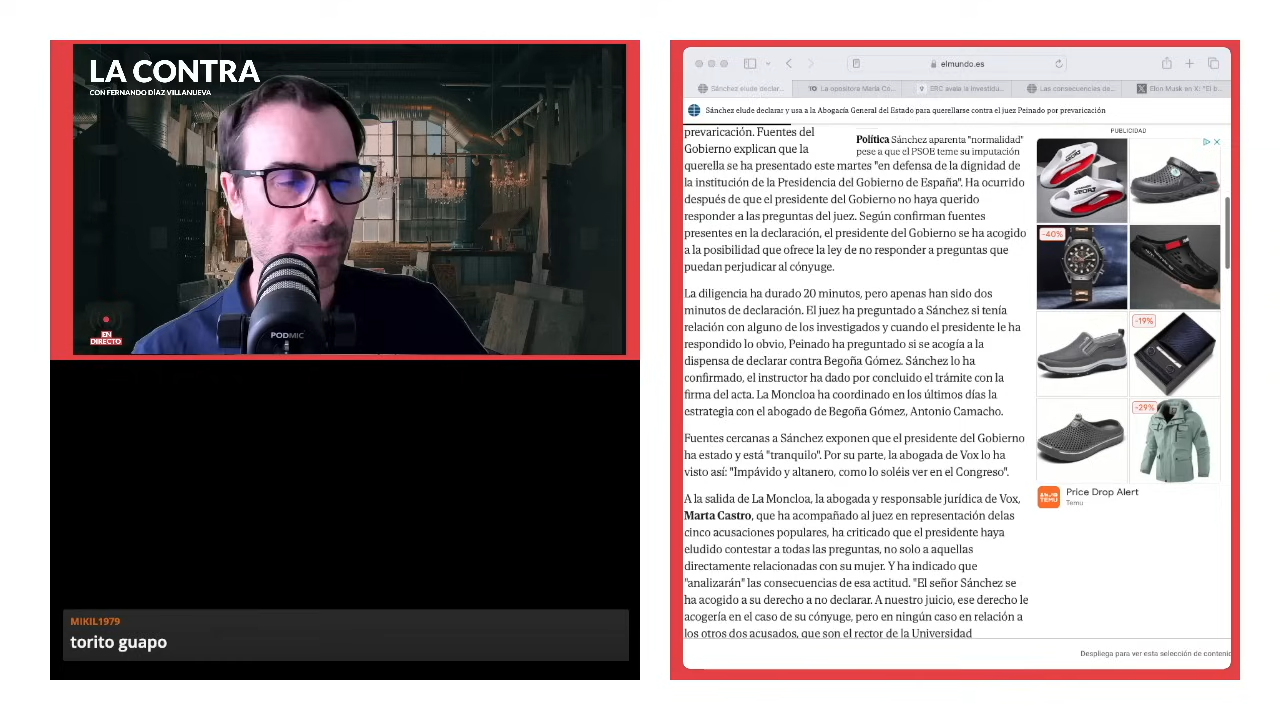 LA CONTRA
CON FERNANDO DÍAZ VILLANUEVA
PODMIC
EN
DIRECTO
MIKIL1979
torito guapo
elmundo.es
Sánchez elude declar...
La opositora María Co...
Las consecuencias de...
Elon Musk en X: "El b...
Sánchez elude declarar y usa a la Abogacía General del Estado para querellarse contra el juez Peinado por prevaricación
prevaricación. Fuentes del
Gobierno explican que la
querella se ha presentado este martes "en defensa de la dignidad de
la institución de la Presidencia del Gobierno de España". Ha ocurrido
después de que el presidente del Gobierno no haya querido
responder a las preguntas del juez. Según confirman fuentes
presentes en la declaración, el presidente del Gobierno se ha acogido
a la posibilidad que ofrece la ley de no responder a preguntas que
puedan perjudicar al cónyuge.
Política Sánchez aparenta "normalidad"
pese a que el PSOE teme su imputación
La diligencia ha durado 20 minutos, pero apenas han sido dos
minutos de declaración. El juez ha preguntado a Sánchez si tenía
relación con alguno de los investigados y cuando el presidente le ha
respondido lo obvio, Peinado ha preguntado si se acogía a la
dispensa de declarar contra Begoña Gómez. Sánchez lo ha
confirmado, el instructor ha dado por concluido el trámite con la
firma del acta. La Moncloa ha coordinado en los últimos días la
estrategia con el abogado de Begoña Gómez, Antonio Camacho.
Fuentes cercanas a Sánchez exponen que el presidente del Gobierno
ha estado y está "tranquilo". Por su parte, la abogada de Vox lo ha
visto así: "Impávido y altanero, como lo soléis ver en el Congreso".
A la salida de La Moncloa, la abogada y responsable jurídica de Vox,
Marta Castro, que ha acompañado al juez en representación delas
cinco acusaciones populares, ha criticado que el presidente haya
eludido contestar a todas las preguntas, no solo a aquellas
directamente relacionadas con su mujer. Y ha indicado que
"analizarán" las consecuencias de esa actitud. "El señor Sánchez se
ha acogido a su derecho a no declarar. A nuestro juicio, ese derecho le
acogería en el caso de su cónyuge, pero en ningún caso en relación a
los otros dos acusados, que son el rector de la Universidad
PUBLICIDAD
-40%
-19%
-29%
TEMU
Price Drop Alert
Temu
Despliega para ver esta selección de contenic